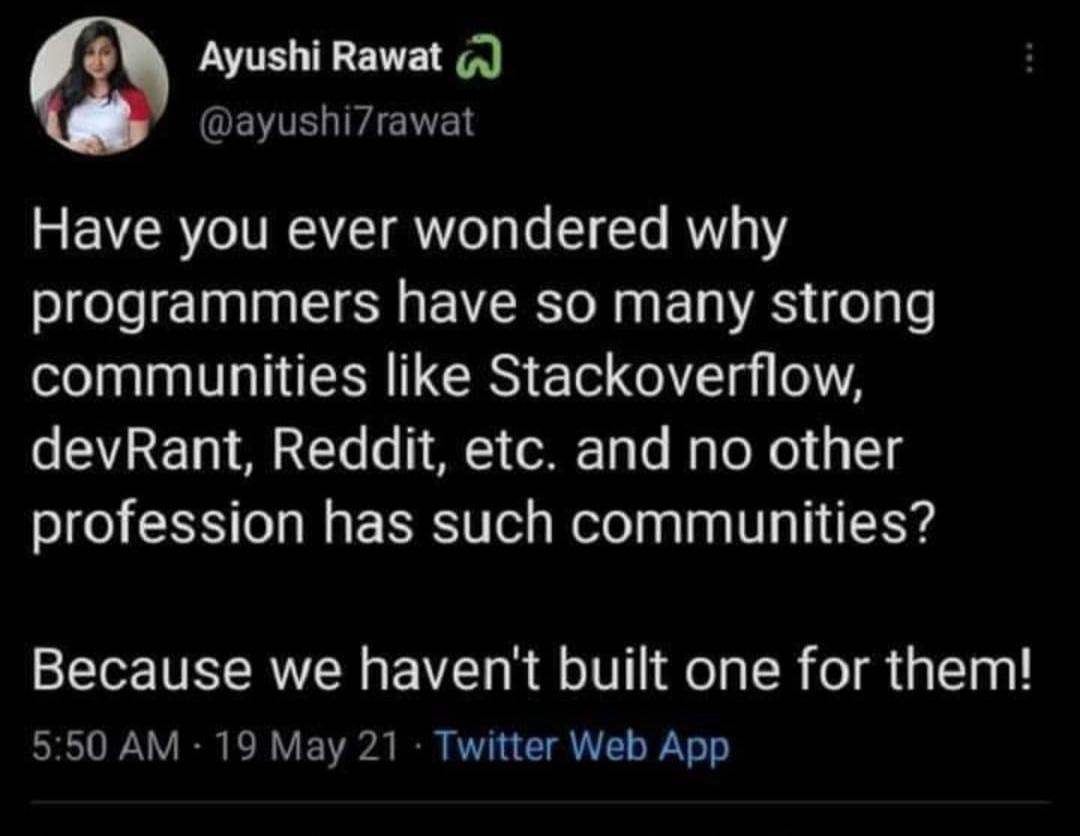 Ayushi Rawat
@ayushi7rawat
Have you ever wondered why
programmers have so many strong
communities like Stackoverflow,
devRant, Reddit, etc. and no other
profession has such communities?
Because we haven't built one for them!
5:50 AM · 19 May 21 · Twitter Web App